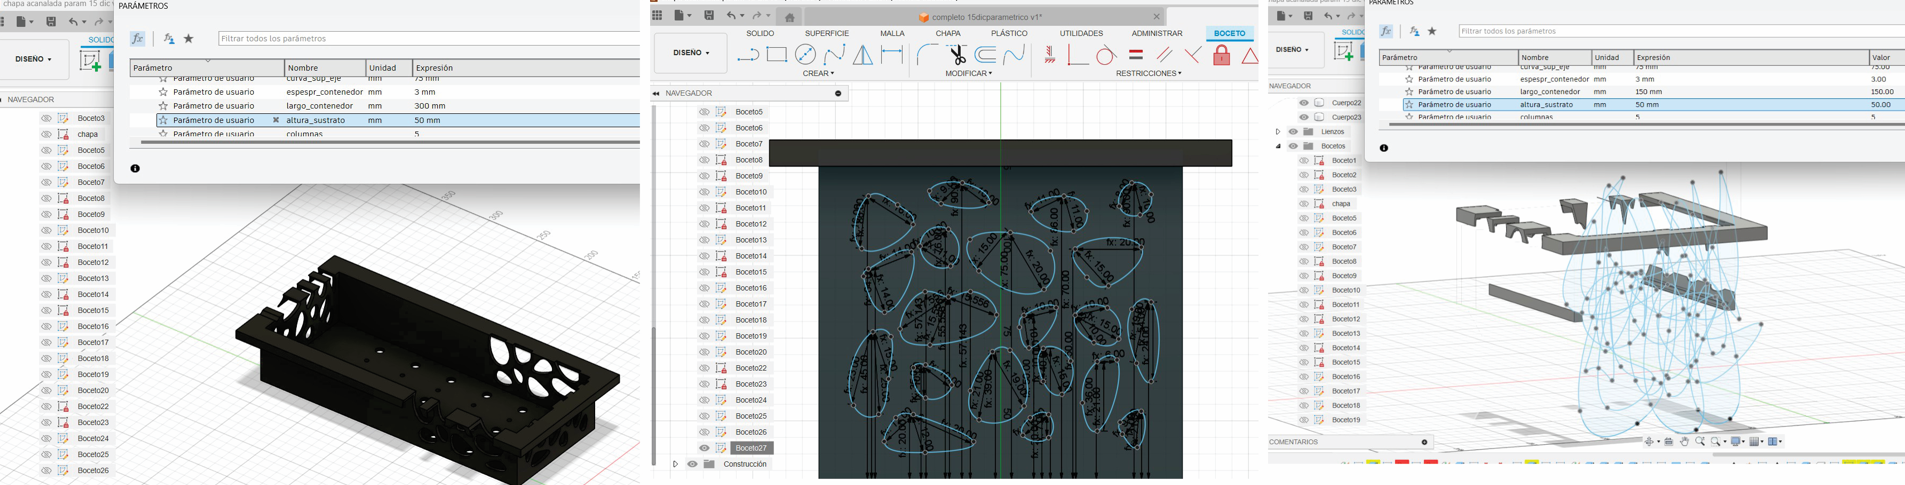 chapa acanalada param 15 dic v
PARÁMETROS
SÓLIDO
Filtrar todos los parámetros
DISEÑO
Parámetro Nombre Unidad Expresión
Parámetro de usuario curva_sup_eje mm 75 mm
Parámetro de usuario espespr_contenedor mm 3 mm
Parámetro de usuario largo_contenedor mm 300 mm
Parámetro de usuario altura_sustrato mm 50 mm
Parámetro de usuario columnas 5
NAVEGADOR
Boceto3
chapa
Boceto5
Boceto6
Boceto7
Boceto8
Boceto9
Boceto10
Boceto11
Boceto12
Boceto13
Boceto14
Boceto15
Boceto16
Boceto17
Boceto18
Boceto19
Boceto20
Boceto22
Boceto23
Boceto24
Boceto25
Boceto26
350
300
250
completo 15dicparametrico v1*
SOLIDO SUPERFICIE MALLA CHAPA PLÁSTICO UTILIDADES ADMINISTRAR BOCETO
DISEÑO
CREAR MODIFICAR RESTRICCIONES
NAVEGADOR
Boceto5
Boceto6
Boceto7
Boceto8
Boceto9
Boceto10
Boceto11
Boceto12
Boceto13
Boceto14
Boceto15
Boceto16
Boceto17
Boceto18
Boceto19
Boceto20
Boceto22
Boceto23
Boceto24
Boceto25
Boceto26
Boceto27
Construcción
PARÁMETROS
Filtrar todos los parámetros
DISEÑO
Parámetro Nombre Unidad Expresión Valor
Parámetro de usuario curva_sup_eje mm 75 mm 75.00
Parámetro de usuario espespr_contenedor mm 3 mm 3.00
Parámetro de usuario largo_contenedor mm 150 mm 150.00
Parámetro de usuario altura_sustrato mm 50 mm 50.00
Parámetro de usuario columnas 5 5
NAVEGADOR
Cuerpo22
Cuerpo23
Lienzos
Bocetos
Boceto1
Boceto2
Boceto3
chapa
Boceto5
Boceto6
Boceto7
Boceto8
Boceto9
Boceto10
Boceto11
Boceto12
Boceto13
Boceto14
Boceto15
Boceto16
Boceto17
Boceto18
Boceto19
COMENTARIOS